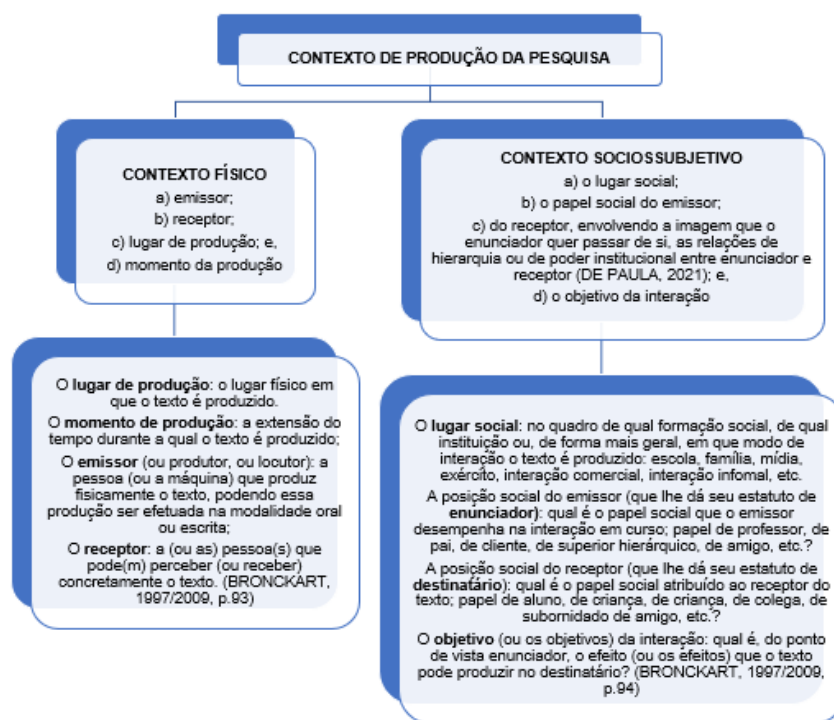 CONTEXTO DE PRODUÇÃO DA PESQUISA
CONTEXTO FÍSICO
a) emissor;
b) receptor;
c) lugar de produção; e,
d) momento da produção
CONTEXTO SOCIOSSUBJETIVO
a) o lugar social;
b) o papel social do emissor;
c) do receptor, envolvendo a imagem que o
enunciador quer passar de si, as relações de
hierarquia ou de poder institucional entre enunciador e
receptor (DE PAULA, 2021); e,
d) o objetivo da interação
O lugar de produção: o lugar físico em
que o texto é produzido.
O momento de produção: a extensão do
tempo durante a qual o texto é produzido;
O emissor (ou produtor, ou locutor): a
pessoa (ou a máquina) que produz
fisicamente o texto, podendo essa
produção ser efetuada na modalidade oral
ou escrita;
O receptor: a (ou as) pessoa(s) que
pode(m) perceber (ou receber)
concretamente o texto. (BRONCKART,
1997/2009, p.93)
O lugar social: no quadro de qual formação social, de qual
instituição ou, de forma mais geral, em que modo de
interação o texto é produzido: escola, família, mídia,
exército, interação comercial, interação infomal, etc.
A posição social do emissor (que lhe dá seu estatuto de
enunciador): qual é o papel social que o emissor
desempenha na interação em curso; papel de professor, de
pai, de cliente, de superior hierárquico, de amigo, etc.?
A posição social do receptor (que lhe dá seu estatuto de
destinatário): qual é o papel social atribuído ao receptor do
texto; papel de aluno, de criança, de criança, de colega, de
subornidado de amigo, etc.?
O objetivo (ou os objetivos) da interação: qual é, do ponto
de vista enunciador, o efeito (ou os efeitos) que o texto
pode produzir no destinatário? (BRONCKART, 1997/2009,
p.94)